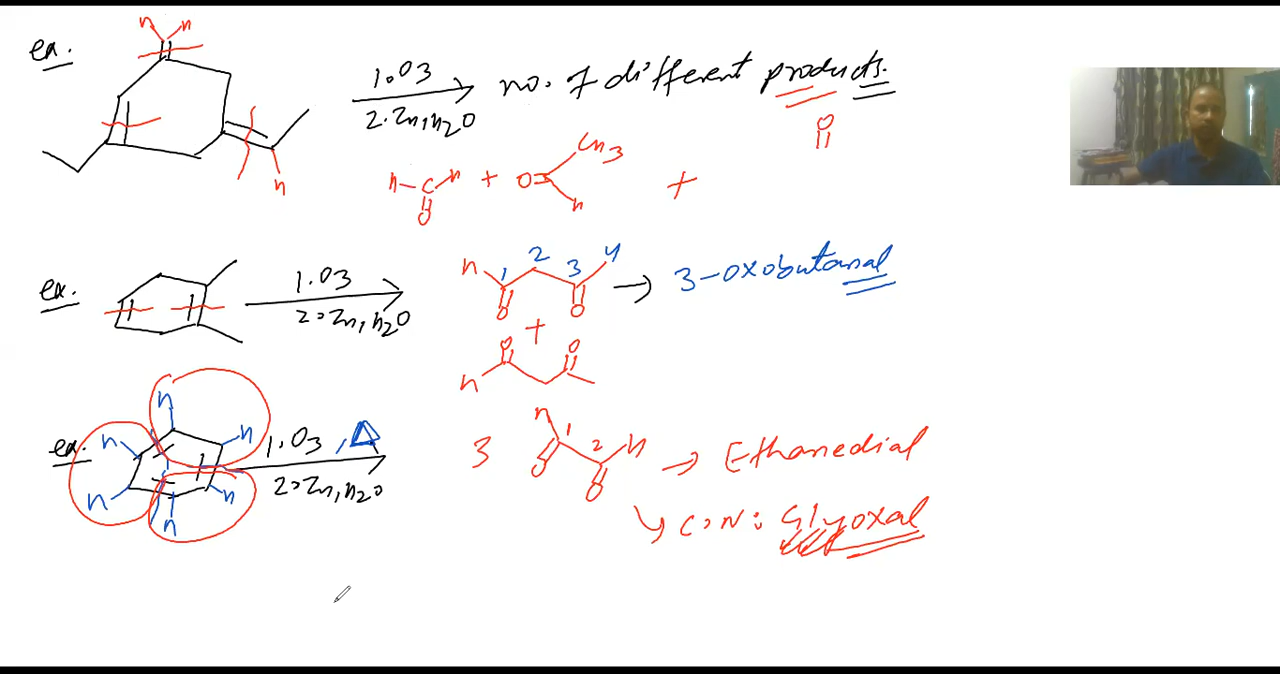 ex.
H H
H
1. O3
2. Zn, H2O
no. of different products.
O
H-C-H
O
+ O= CH3
H
+
ex.
1. O3
2. Zn, H2O
H 1 2 3 4
O O
→ 3-oxobutanal
+
O O
H
ex.
H H H H H H
1. O3, Δ
2. Zn, H2O
3
H 1 2 H
O O
→ Ethanedial
C.N: Glyoxal